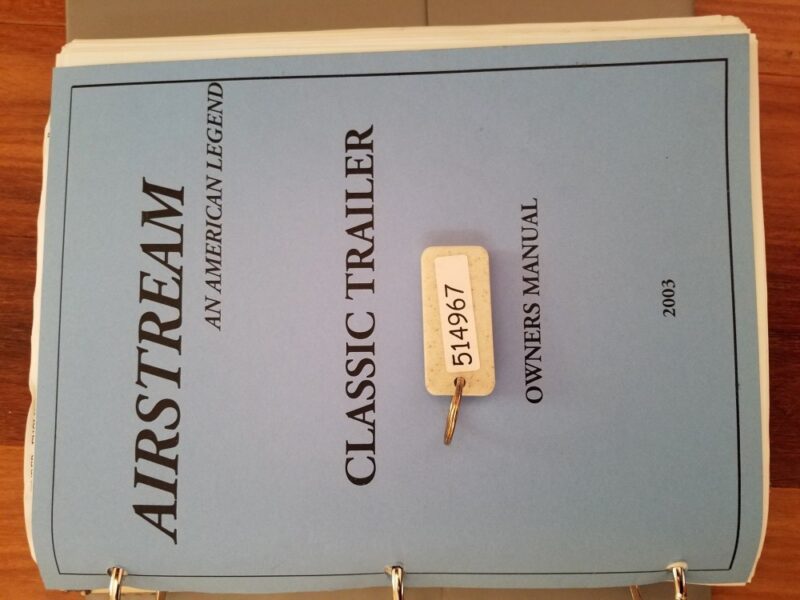 AIRSTREAM
AN AMERICAN LEGEND
CLASSIC TRAILER
514967
OWNERS MANUAL
2003